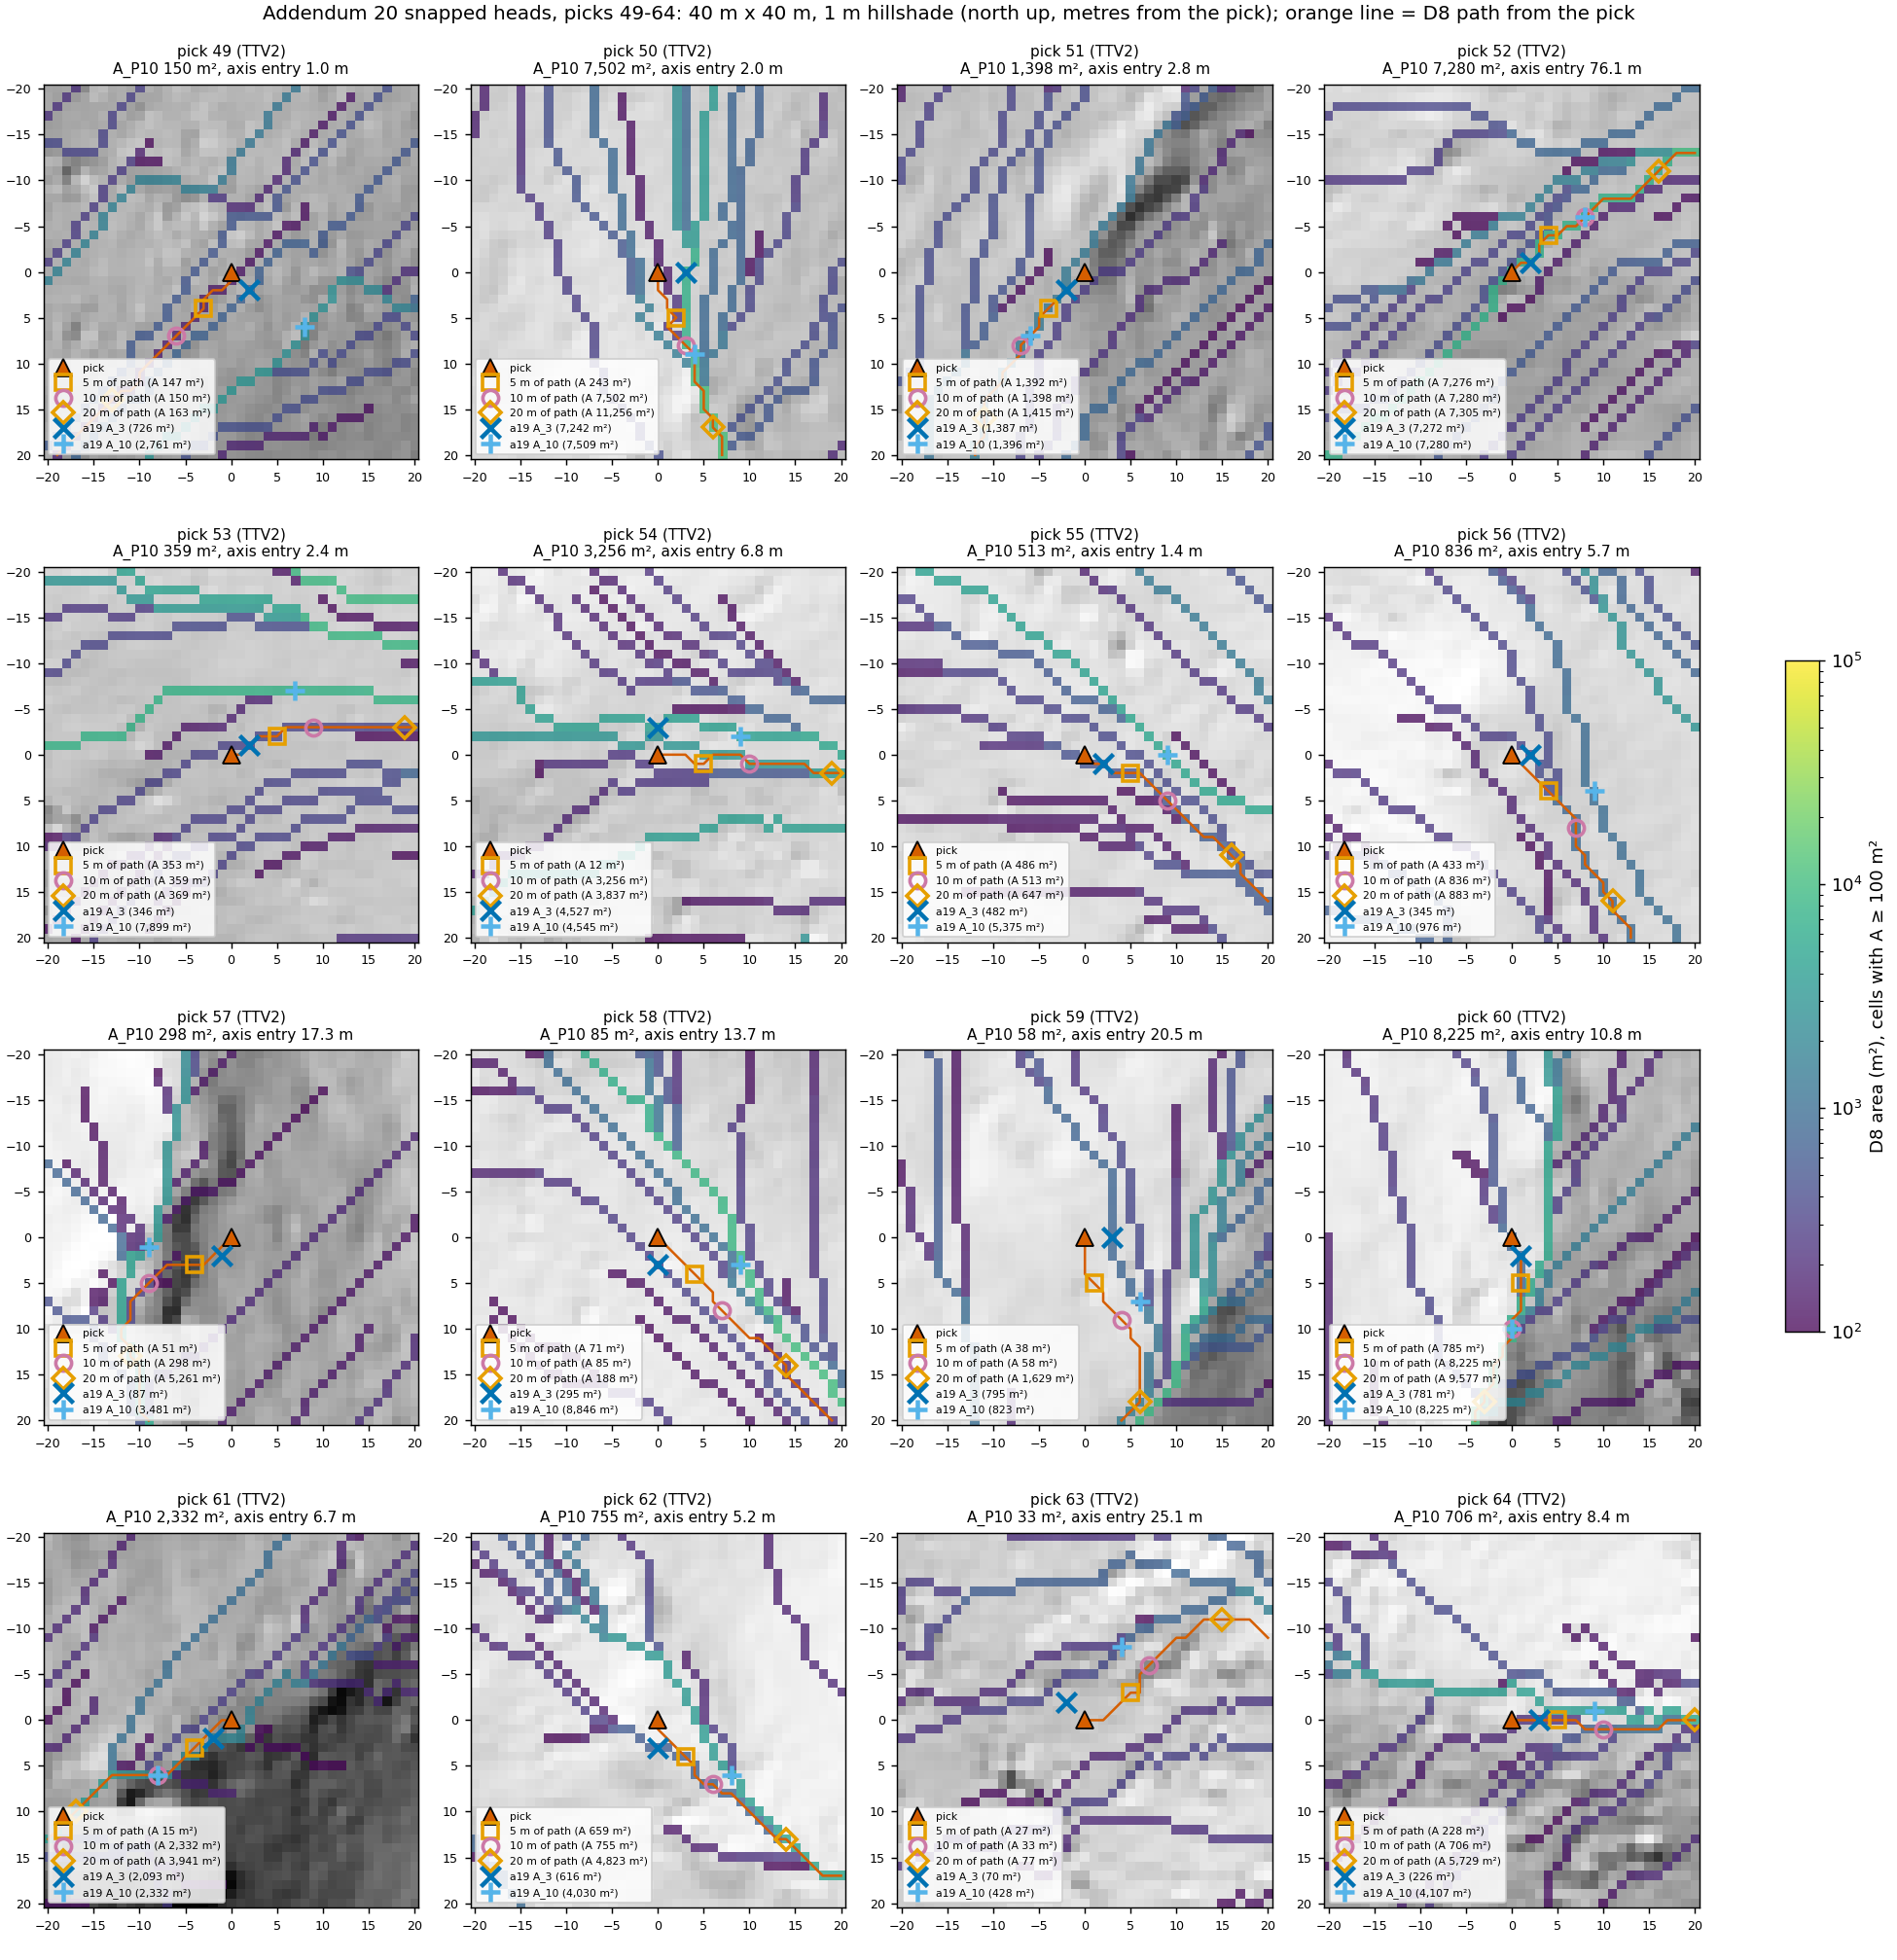 Addendum 20 snapped heads, picks 49-64: 40 m x 40 m, 1 m hillshade (north up, metres from the pick); orange line = D8 path from the pick
pick 49 (TTV2)
A_P10 150 m², axis entry 1.0 m
pick
5 m of path (A 147 m²)
10 m of path (A 150 m²)
20 m of path (A 163 m²)
a19 A_3 (726 m²)
a19 A_10 (2,761 m²)
pick 50 (TTV2)
A_P10 7,502 m², axis entry 2.0 m
pick
5 m of path (A 243 m²)
10 m of path (A 7,502 m²)
20 m of path (A 11,256 m²)
a19 A_3 (7,242 m²)
a19 A_10 (7,509 m²)
pick 51 (TTV2)
A_P10 1,398 m², axis entry 2.8 m
pick
5 m of path (A 1,392 m²)
10 m of path (A 1,398 m²)
20 m of path (A 1,415 m²)
a19 A_3 (1,387 m²)
a19 A_10 (1,396 m²)
pick 52 (TTV2)
A_P10 7,280 m², axis entry 76.1 m
pick
5 m of path (A 7,276 m²)
10 m of path (A 7,280 m²)
20 m of path (A 7,305 m²)
a19 A_3 (7,272 m²)
a19 A_10 (7,280 m²)
pick 53 (TTV2)
A_P10 359 m², axis entry 2.4 m
pick
5 m of path (A 353 m²)
10 m of path (A 359 m²)
20 m of path (A 369 m²)
a19 A_3 (346 m²)
a19 A_10 (7,899 m²)
pick 54 (TTV2)
A_P10 3,256 m², axis entry 6.8 m
pick
5 m of path (A 12 m²)
10 m of path (A 3,256 m²)
20 m of path (A 3,837 m²)
a19 A_3 (4,527 m²)
a19 A_10 (4,545 m²)
pick 55 (TTV2)
A_P10 513 m², axis entry 1.4 m
pick
5 m of path (A 486 m²)
10 m of path (A 513 m²)
20 m of path (A 647 m²)
a19 A_3 (482 m²)
a19 A_10 (5,375 m²)
pick 56 (TTV2)
A_P10 836 m², axis entry 5.7 m
pick
5 m of path (A 433 m²)
10 m of path (A 836 m²)
20 m of path (A 883 m²)
a19 A_3 (345 m²)
a19 A_10 (976 m²)
pick 57 (TTV2)
A_P10 298 m², axis entry 17.3 m
pick
5 m of path (A 51 m²)
10 m of path (A 298 m²)
20 m of path (A 5,261 m²)
a19 A_3 (87 m²)
a19 A_10 (3,481 m²)
pick 58 (TTV2)
A_P10 85 m², axis entry 13.7 m
pick
5 m of path (A 71 m²)
10 m of path (A 85 m²)
20 m of path (A 188 m²)
a19 A_3 (295 m²)
a19 A_10 (8,846 m²)
pick 59 (TTV2)
A_P10 58 m², axis entry 20.5 m
pick
5 m of path (A 38 m²)
10 m of path (A 58 m²)
20 m of path (A 1,629 m²)
a19 A_3 (795 m²)
a19 A_10 (823 m²)
pick 60 (TTV2)
A_P10 8,225 m², axis entry 10.8 m
pick
5 m of path (A 785 m²)
10 m of path (A 8,225 m²)
20 m of path (A 9,577 m²)
a19 A_3 (781 m²)
a19 A_10 (8,225 m²)
pick 61 (TTV2)
A_P10 2,332 m², axis entry 6.7 m
pick
5 m of path (A 15 m²)
10 m of path (A 2,332 m²)
20 m of path (A 3,941 m²)
a19 A_3 (2,093 m²)
a19 A_10 (2,332 m²)
pick 62 (TTV2)
A_P10 755 m², axis entry 5.2 m
pick
5 m of path (A 659 m²)
10 m of path (A 755 m²)
20 m of path (A 4,823 m²)
a19 A_3 (616 m²)
a19 A_10 (4,030 m²)
pick 63 (TTV2)
A_P10 33 m², axis entry 25.1 m
pick
5 m of path (A 27 m²)
10 m of path (A 33 m²)
20 m of path (A 77 m²)
a19 A_3 (70 m²)
a19 A_10 (428 m²)
pick 64 (TTV2)
A_P10 706 m², axis entry 8.4 m
pick
5 m of path (A 228 m²)
10 m of path (A 706 m²)
20 m of path (A 5,729 m²)
a19 A_3 (226 m²)
a19 A_10 (4,107 m²)
10⁵
10⁴
10³
10²
D8 area (m²), cells with A ≥ 100 m²